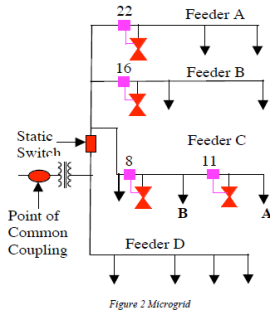 22
Feeder A
16
Feeder B
Static
Switch
Feeder C
8
11
Point of
Common
Coupling
B
A
Feeder D
Figure 2 Microgrid